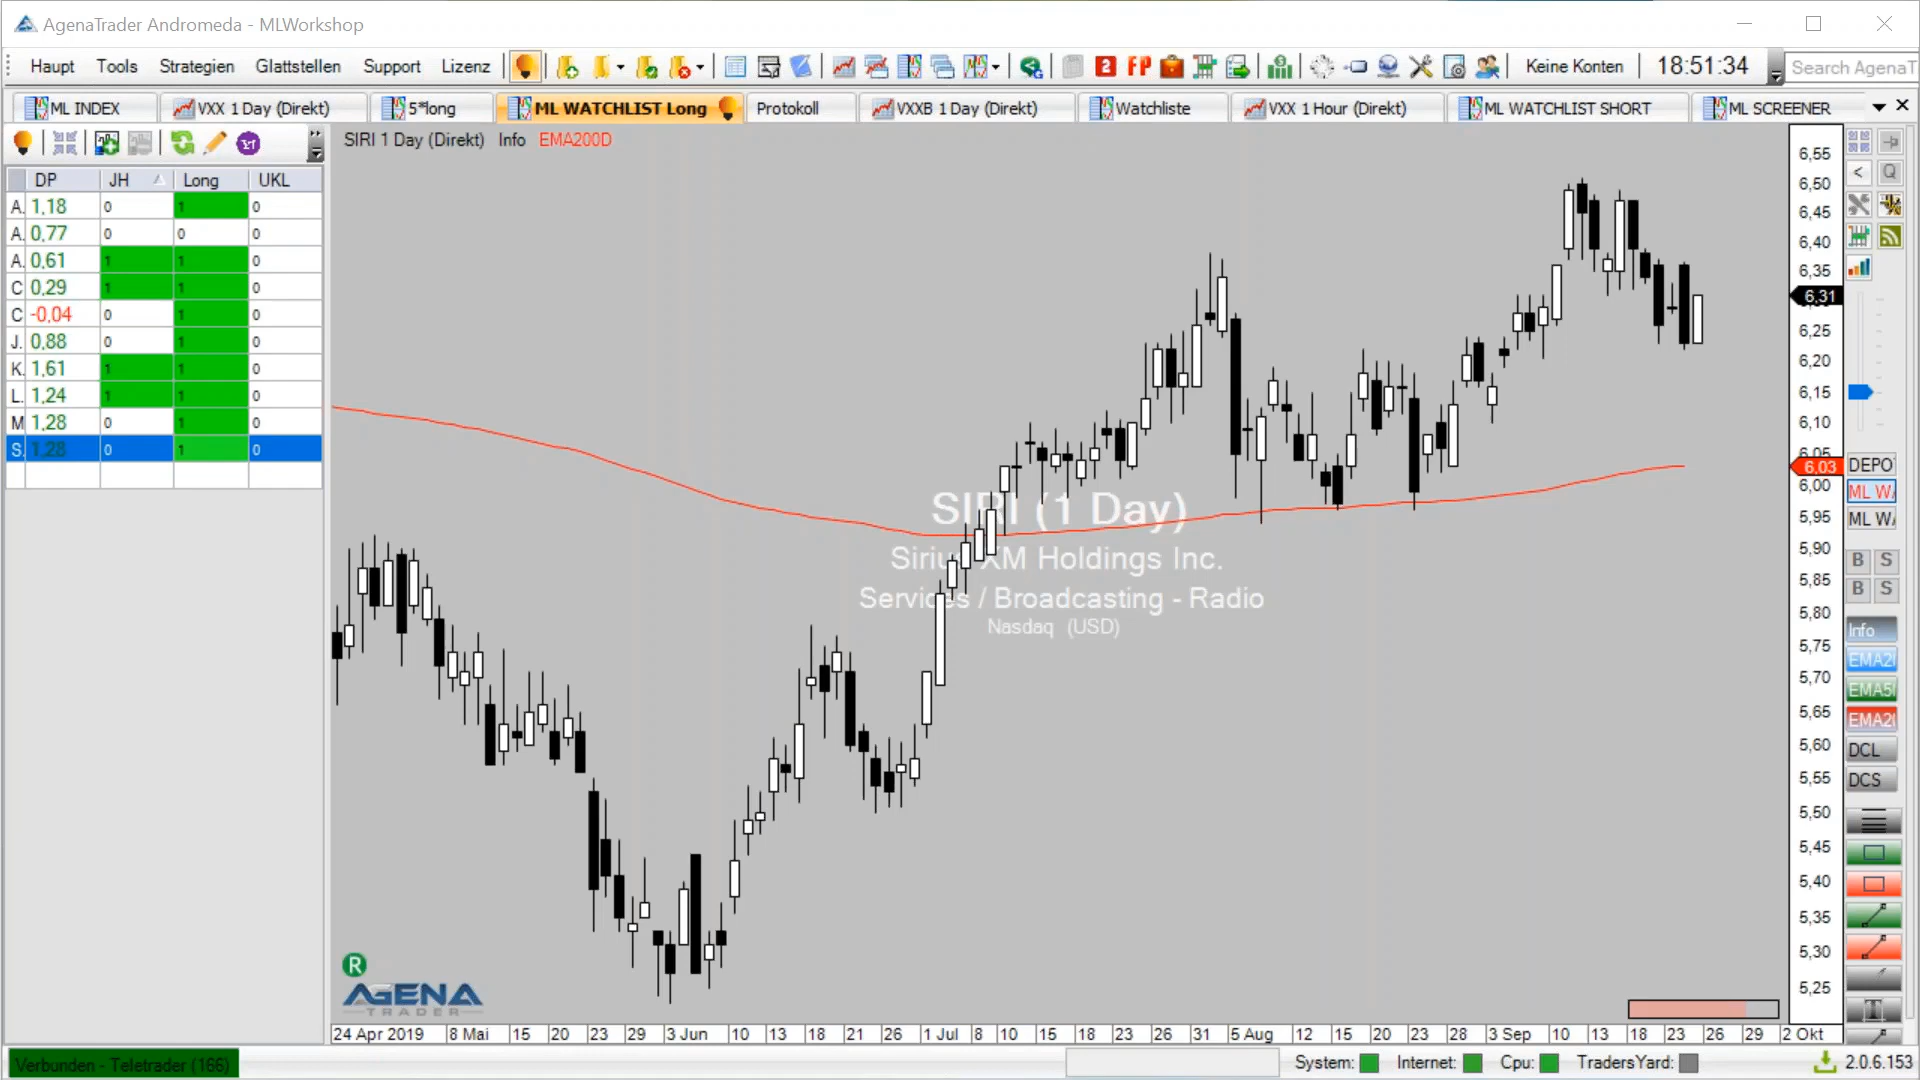 AgenaTrader Andromeda - MLWorkshop
Haupt Tools Strategien Glattstellen Support Lizenz 2 FP Keine Konten 18:51:34 Search AgenaT
ML INDEX VXX 1 Day (Direkt) 5*long ML WATCHLIST Long Protokoll VXXB 1 Day (Direkt) Watchliste VXX 1 Hour (Direkt) ML WATCHLIST SHORT ML SCREENER
SIRI 1 Day (Direkt) Info EMA200D
DP JH Long UKL
A. 1,18 0 1 0
A. 0,77 0 0 0
A. 0,61 1 1 0
C 0,29 1 1 0
C -0,04 0 1 0
J. 0,88 0 1 0
K. 1,61 1 1 0
L. 1,24 1 1 0
M 1,28 0 1 0
S. 1,28 0 1 0
SIRI (1 Day)
Sirius XM Holdings Inc.
Services / Broadcasting - Radio
Nasdaq (USD)
6,55
6,50
6,45
6,40
6,35
6,31
6,25
6,20
6,15
6,10
6,05
6,03
6,00
5,95
5,90
5,85
5,80
5,75
5,70
5,65
5,60
5,55
5,50
5,45
5,40
5,35
5,30
5,25
< Q
DEPO
ML WA
ML WA
B S
B S
Info
EMA2
EMA5
EMA2
DCL
DCS
T
R
AGENA
TRADER
24 Apr 2019 8 Mai 15 20 23 29 3 Jun 10 13 18 21 26 1 Jul 8 10 15 18 23 26 31 5 Aug 12 15 20 23 28 3 Sep 10 13 18 23 26 29 2 Okt
Verbunden - Teletrader (166) System: Internet: Cpu: TradersYard: 2.0.6.153